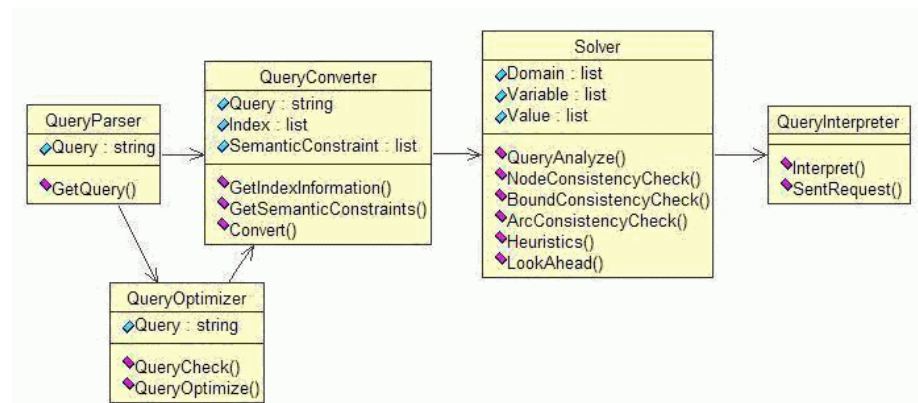 QueryParser
Query : string
GetQuery()
QueryConverter
Query : string
Index : list
SemanticConstraint : list
GetIndexInformation()
GetSemanticConstraints()
Convert()
QueryOptimizer
Query : string
QueryCheck()
QueryOptimize()
Solver
Domain : list
Variable : list
Value : list
QueryAnalyze()
NodeConsistencyCheck()
BoundConsistencyCheck()
ArcConsistencyCheck()
Heuristics()
LookAhead()
QueryInterpreter
Interpret()
SentRequest()